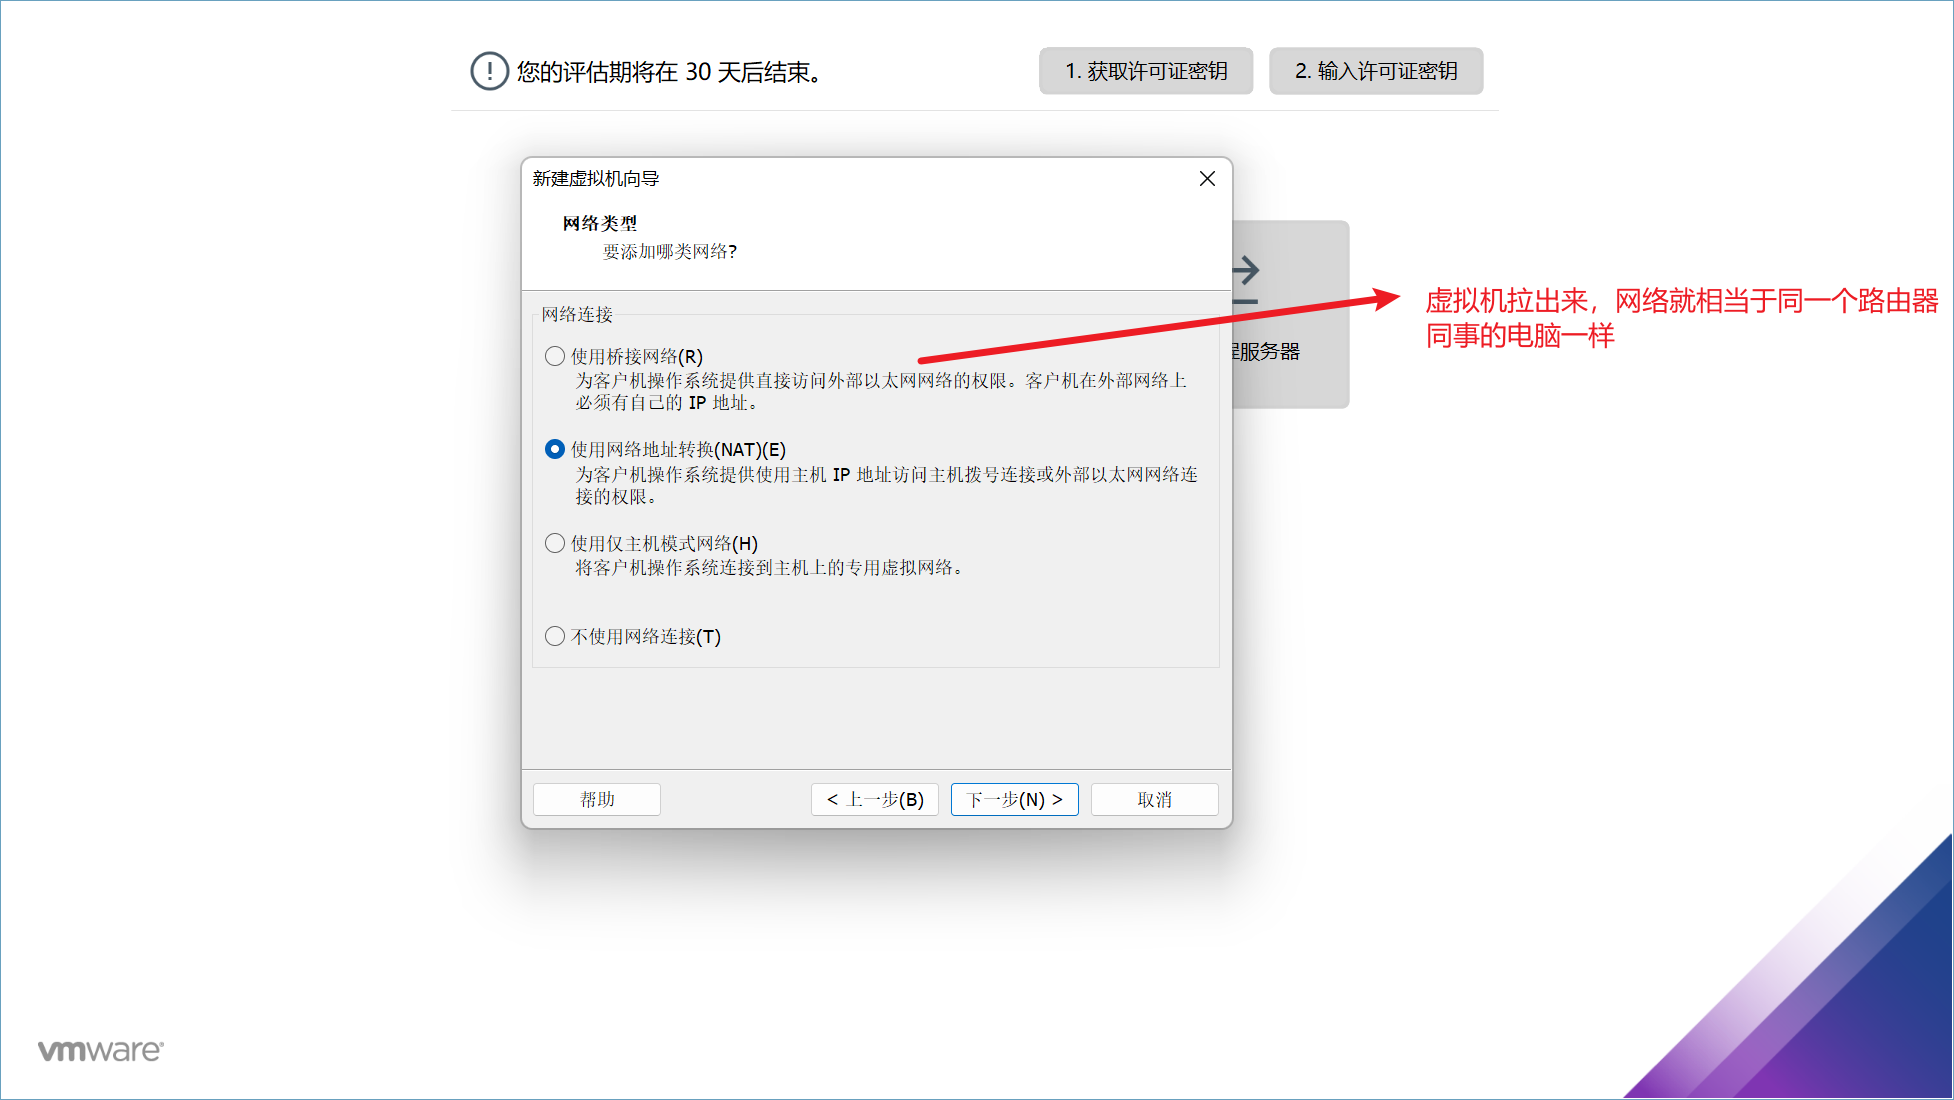 您的评估期将在 30 天后结束。
1. 获取许可证密钥
2. 输入许可证密钥
新建虚拟机向导
网络类型
要添加哪类网络?
网络连接
使用桥接网络(R)
为客户机操作系统提供直接访问外部以太网网络的权限。客户机在外部网络上
必须有自己的 IP 地址。
使用网络地址转换(NAT)(E)
为客户机操作系统提供使用主机 IP 地址访问主机拨号连接或外部以太网网络连
接的权限。
使用仅主机模式网络(H)
将客户机操作系统连接到主机上的专用虚拟网络。
不使用网络连接(T)
帮助
< 上一步(B)
下一步(N) >
取消
程服务器
虚拟机拉出来，网络就相当于同一个路由器
同事的电脑一样
vmware®